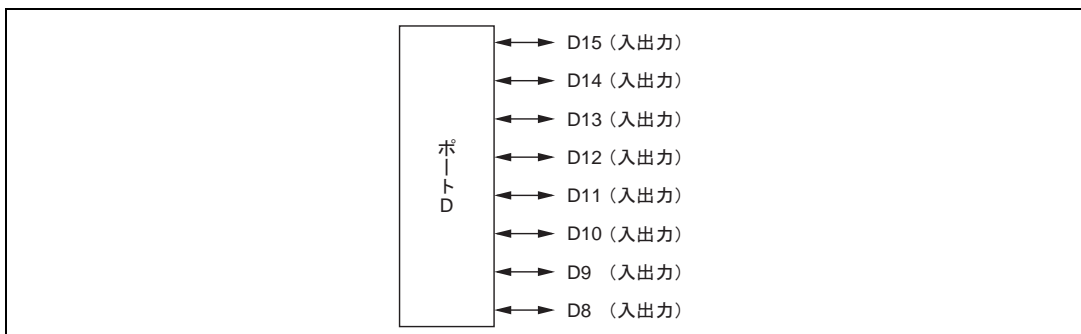 ポートD
D15（入出力）
D14（入出力）
D13（入出力）
D12（入出力）
D11（入出力）
D10（入出力）
D9 （入出力）
D8 （入出力）